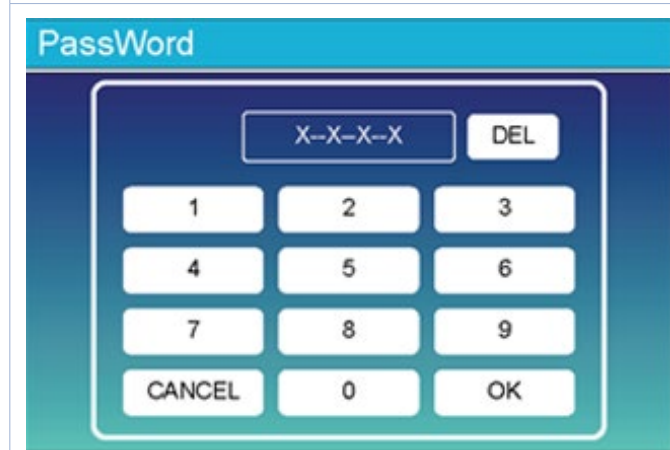 PassWord
X--X--X--X DEL
1 2 3
4 5 6
7 8 9
CANCEL 0 OK